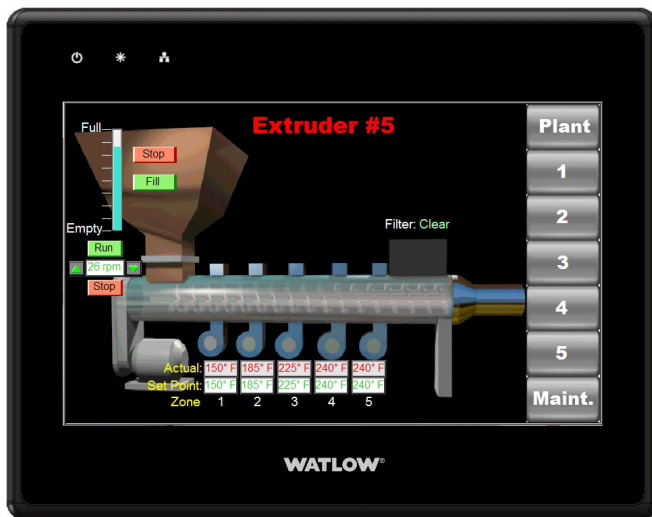 Extruder #5
Full
Stop
Fill
Empty
Filter: Clear
Run
26 rpm
Stop
Actual: 150° F 185° F 225° F 240° F 240° F
Set Point: 150° F 185° F 225° F 240° F 240° F
Zone 1 2 3 4 5
Plant
1
2
3
4
5
Maint.
WATLOW®